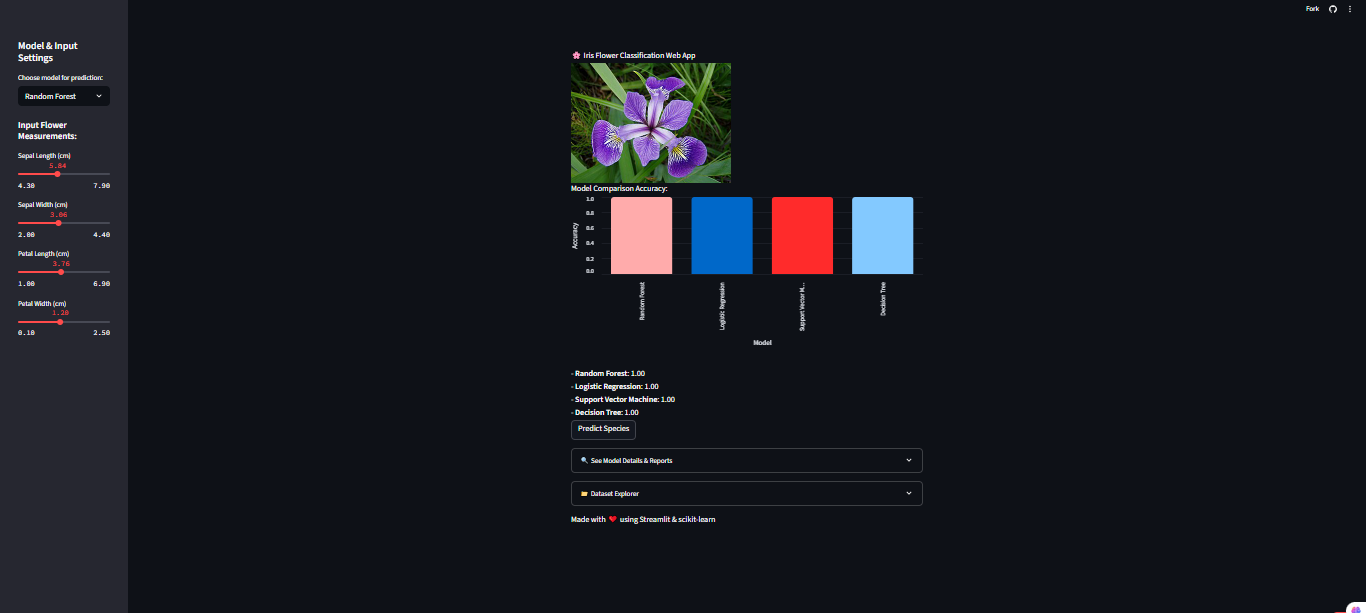 Fork
Model & Input
Settings
Choose model for prediction:
Random Forest
Input Flower
Measurements:
Sepal Length (cm)
5.84
4.30 7.90
Sepal Width (cm)
3.06
2.00 4.40
Petal Length (cm)
3.76
1.00 6.90
Petal Width (cm)
1.20
0.10 2.50
🌸 Iris Flower Classification Web App
Model Comparison Accuracy:
1.0
0.8
0.6
0.4
0.2
0.0
Accuracy
Random Forest
Logistic Regression
Support Vector M...
Decision Tree
Model
- Random Forest: 1.00
- Logistic Regression: 1.00
- Support Vector Machine: 1.00
- Decision Tree: 1.00
Predict Species
🔍 See Model Details & Reports
📂 Dataset Explorer
Made with ❤️ using Streamlit & scikit-learn